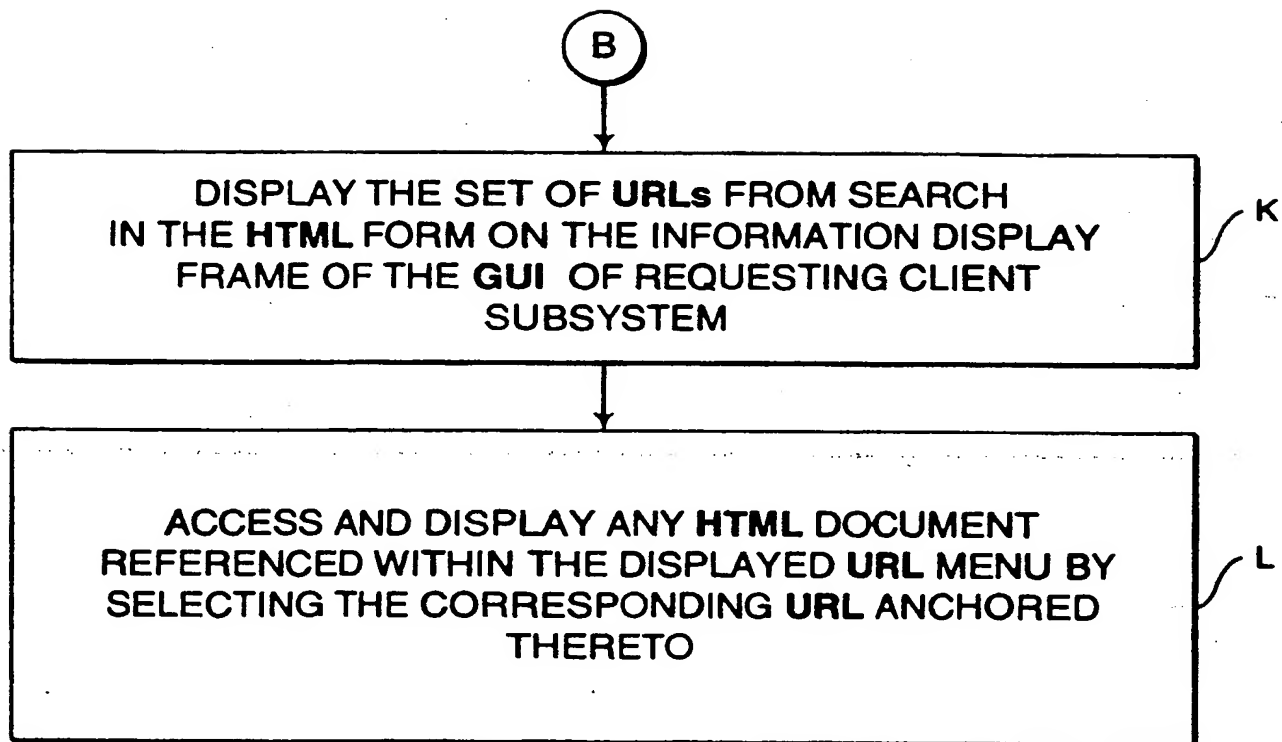 B
DISPLAY THE SET OF URLs FROM SEARCH
IN THE HTML FORM ON THE INFORMATION DISPLAY
FRAME OF THE GUI OF REQUESTING CLIENT
SUBSYSTEM
K
ACCESS AND DISPLAY ANY HTML DOCUMENT
REFERENCED WITHIN THE DISPLAYED URL MENU BY
SELECTING THE CORRESPONDING URL ANCHORED
THERETO
L